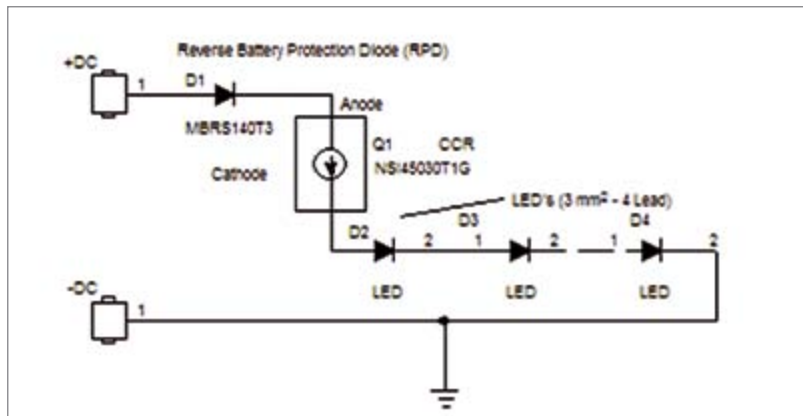 Reverse Battery Protection Diode (RPD)
+DC
1
D1
MBRS140T3
Anode
Q1 CCR
NSI45030T1G
Cathode
LED's (3 mm² - 4 Lead)
D2
2
D3
1
2
1
D4
2
LED
LED
LED
-DC
1